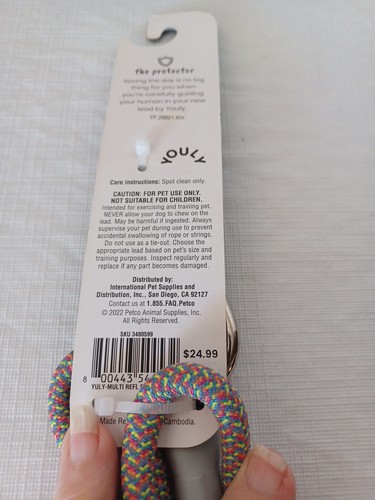 the protector
Saving the day is no big
thing for you when
you're carefully guiding
your human in your new
lead by Youly.
YOULY
Care instructions: Spot clean only.
CAUTION: FOR PET USE ONLY.
NOT SUITABLE FOR CHILDREN.
Intended for exercising and training pet.
NEVER allow your dog to chew on the
lead. May be harmful if ingested. Always
supervise your pet during use to prevent
accidental swallowing of rope or strings.
Do not use as a tie-out. Choose the
appropriate lead based on pet's size and
training purposes. Inspect regularly and
replace if any part becomes damaged.
Distributed by:
International Pet Supplies and
Distribution, Inc., San Diego, CA 92127
Contact us at 1.855.FAQ.Petco
© 2022 Petco Animal Supplies, Inc.
All Rights Reserved.
SKU 3480599
$24.99
8 00443 54
YULY-MULTI REFL
Made Cambodia.